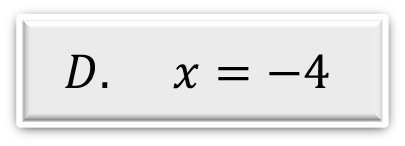 D. x = −4